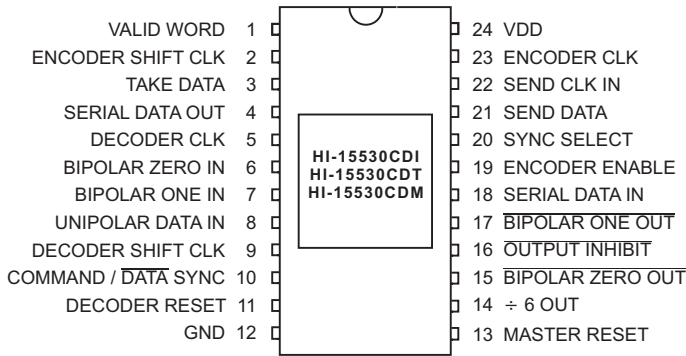 VALID WORD 1
ENCODER SHIFT CLK 2
TAKE DATA 3
SERIAL DATA OUT 4
DECODER CLK 5
BIPOLAR ZERO IN 6
BIPOLAR ONE IN 7
UNIPOLAR DATA IN 8
DECODER SHIFT CLK 9
COMMAND / DATA SYNC 10
DECODER RESET 11
GND 12
HI-15530CDI
HI-15530CDT
HI-15530CDM
24 VDD
23 ENCODER CLK
22 SEND CLK IN
21 SEND DATA
20 SYNC SELECT
19 ENCODER ENABLE
18 SERIAL DATA IN
17 BIPOLAR ONE OUT
16 OUTPUT INHIBIT
15 BIPOLAR ZERO OUT
14 ÷ 6 OUT
13 MASTER RESET